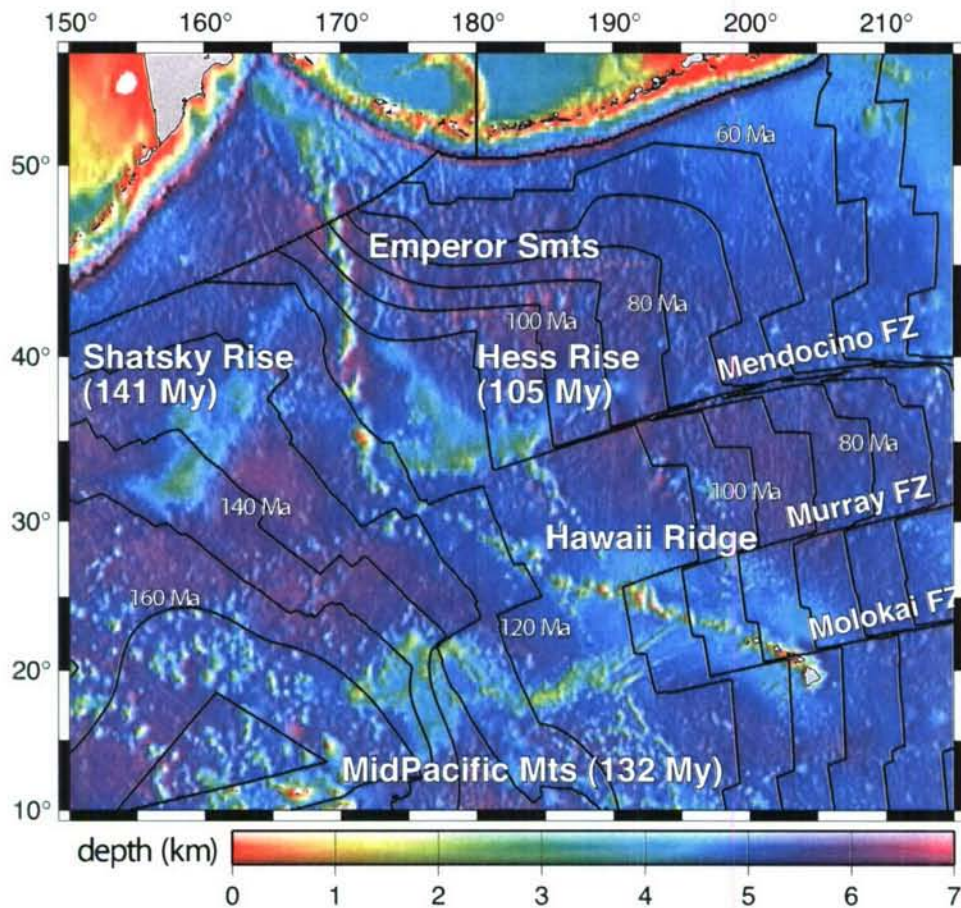 150° 160° 170° 180° 190° 200° 210°
50°
40°
30°
20°
10°
60 Ma
Emperor Smts
80 Ma
100 Ma
Mendocino FZ
Shatsky Rise
(141 My)
Hess Rise
(105 My)
80 Ma
100 Ma
Murray FZ
140 Ma
Hawaii Ridge
160 Ma
120 Ma
Molokai FZ
MidPacific Mts (132 My)
depth (km)
0 1 2 3 4 5 6 7